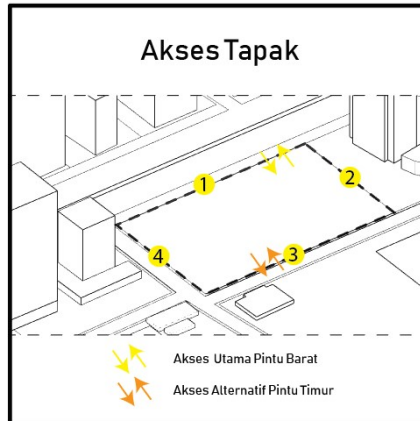 Akses Tapak
1
2
3
4
Akses Utama Pintu Barat
Akses Alternatif Pintu Timur